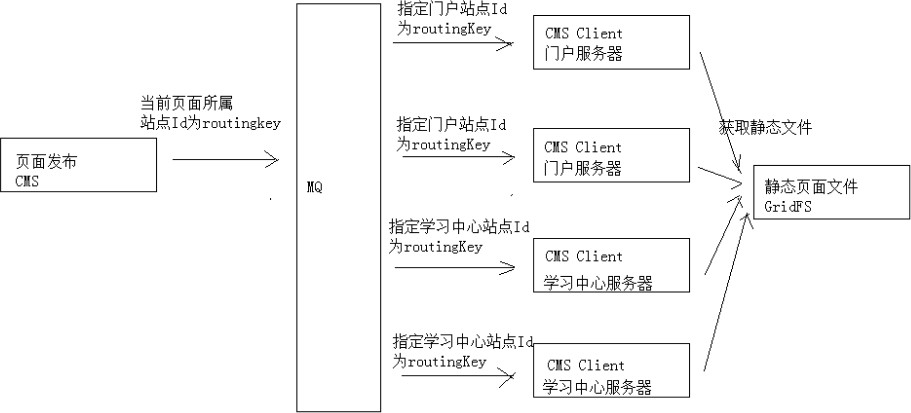 当前页面所属
站点Id为routingkey
页面发布
CMS
MQ
指定门户站点Id
为routingKey
CMS Client
门户服务器
指定门户站点Id
为routingKey
CMS Client
门户服务器
指定学习中心站点Id
为routingKey
CMS Client
学习中心服务器
指定学习中心站点Id
为routingKey
CMS Client
学习中心服务器
获取静态文件
静态页面文件
GridFS